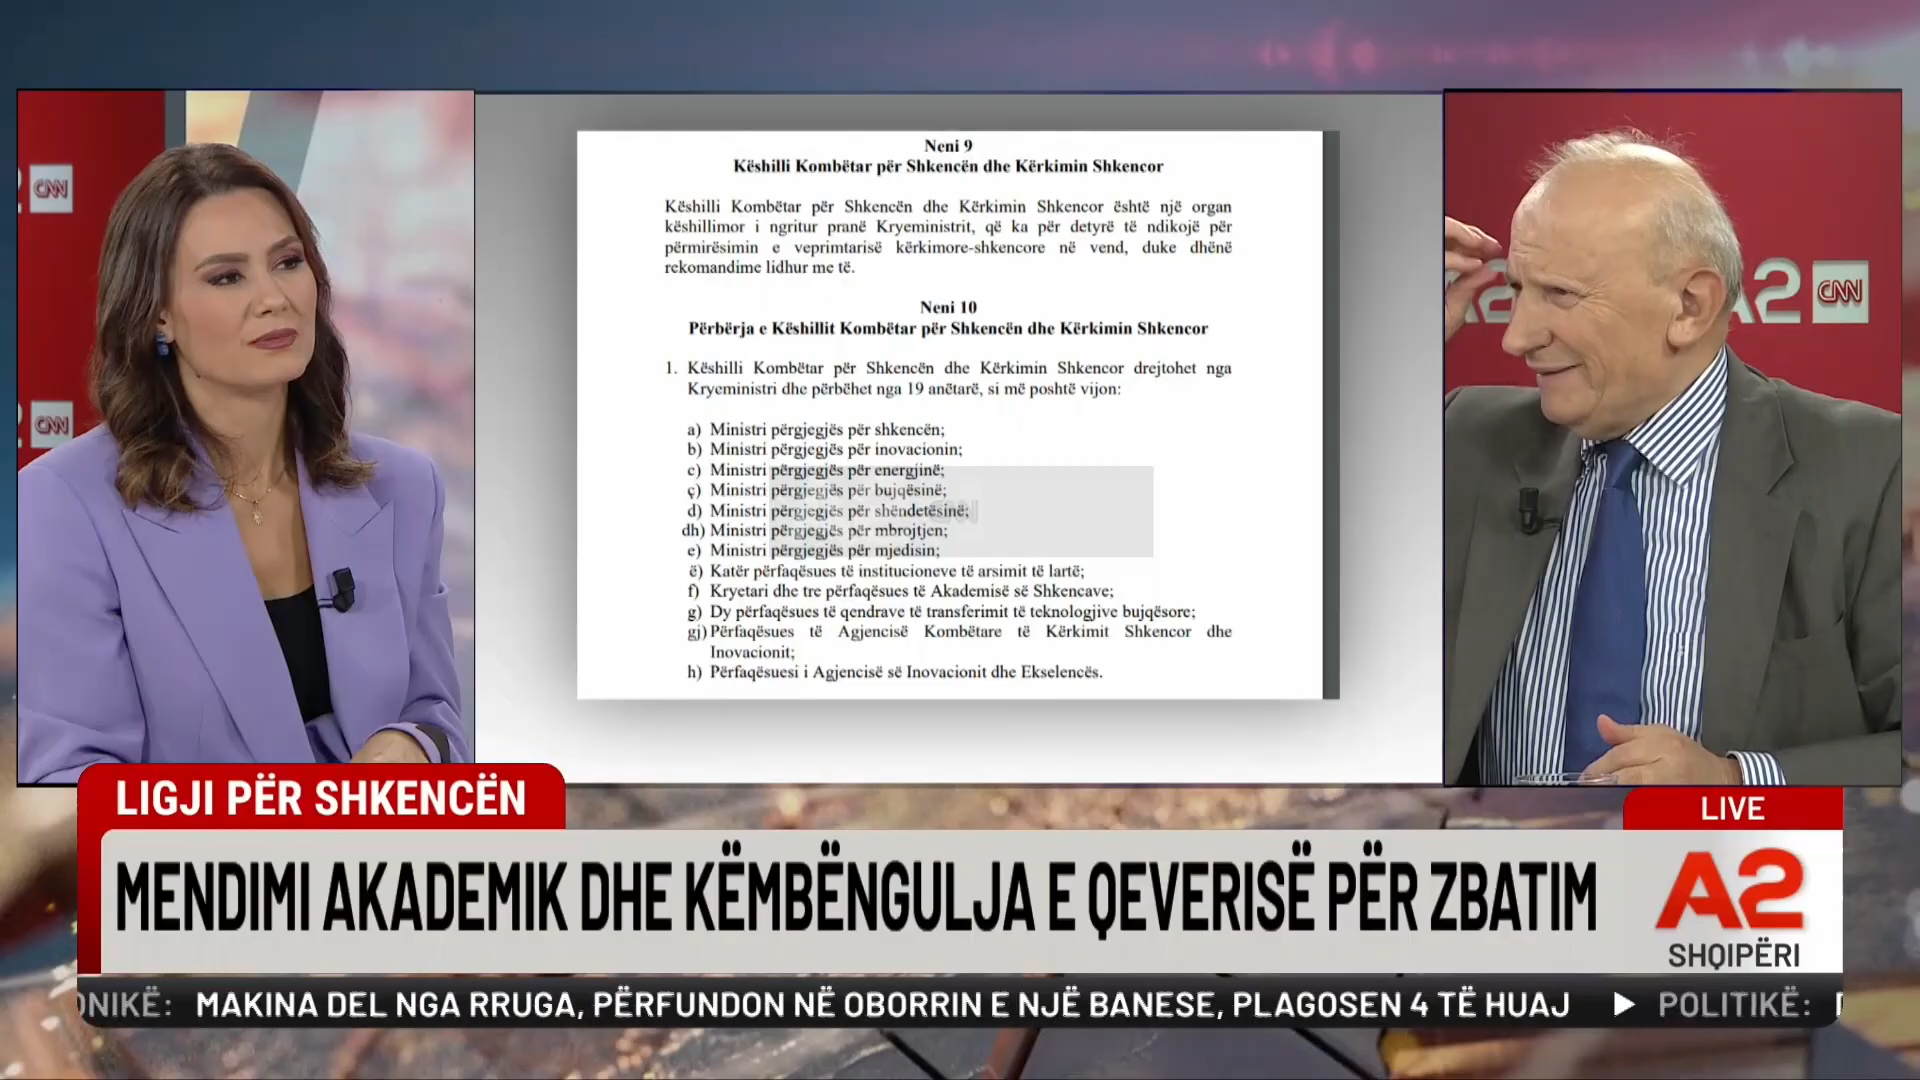 CNN
CNN
Neni 9
Këshilli Kombëtar për Shkencën dhe Kërkimin Shkencor
Këshilli Kombëtar për Shkencën dhe Kërkimin Shkencor është një organ
këshillimor i ngritur pranë Kryeministrit, që ka për detyrë të ndikojë për
përmirësimin e veprimtarisë kërkimore-shkencore në vend, duke dhënë
rekomandime lidhur me të.
Neni 10
Përbërja e Këshillit Kombëtar për Shkencën dhe Kërkimin Shkencor
1. Këshilli Kombëtar për Shkencën dhe Kërkimin Shkencor drejtohet nga
Kryeministri dhe përbëhet nga 19 anëtarë, si më poshtë vijon:
a) Ministri përgjegjës për shkencën;
b) Ministri përgjegjës për inovacionin;
c) Ministri përgjegjës për energjinë;
ç) Ministri përgjegjës për bujqësinë;
d) Ministri përgjegjës për shëndetësinë;
dh) Ministri përgjegjës për mbrojtjen;
e) Ministri përgjegjës për mjedisin;
ë) Katër përfaqësues të institucioneve të arsimit të lartë;
f) Kryetari dhe tre përfaqësues të Akademisë së Shkencave;
g) Dy përfaqësues të qendrave të transferimit të teknologjive bujqësore;
gj) Përfaqësues të Agjencisë Kombëtare të Kërkimit Shkencor dhe
Inovacionit;
h) Përfaqësuesi i Agjencisë së Inovacionit dhe Ekselencës.
A2 CNN
LIGJI PËR SHKENCËN
LIVE
MENDIMI AKADEMIK DHE KËMBËNGULJA E QEVERISË PËR ZBATIM
A2
SHQIPËRI
MAKINA DEL NGA RRUGA, PËRFUNDON NË OBORRIN E NJË BANESE, PLAGOSEN 4 TË HUAJ ▶ POLITIKË: